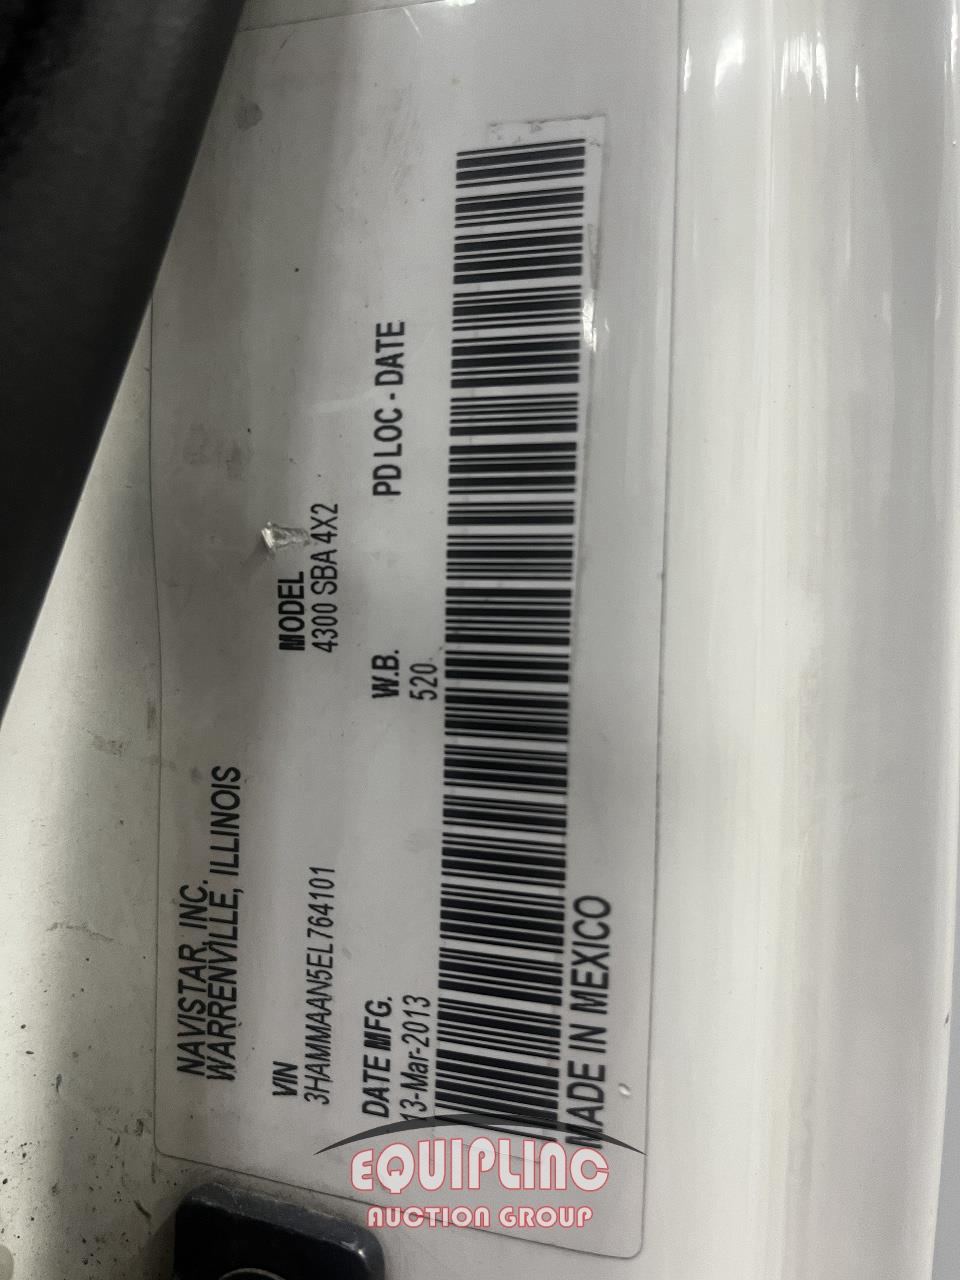 NAVISTAR, INC.
WARRENVILLE, ILLINOIS
VIN
3HAMMAAN5EL764101
MODEL
4300 SBA 4X2
DATE MFG.
13-Mar-2013
W.B.
520
PD LOC - DATE
MADE IN MEXICO
EQUIPLINC
AUCTION GROUP